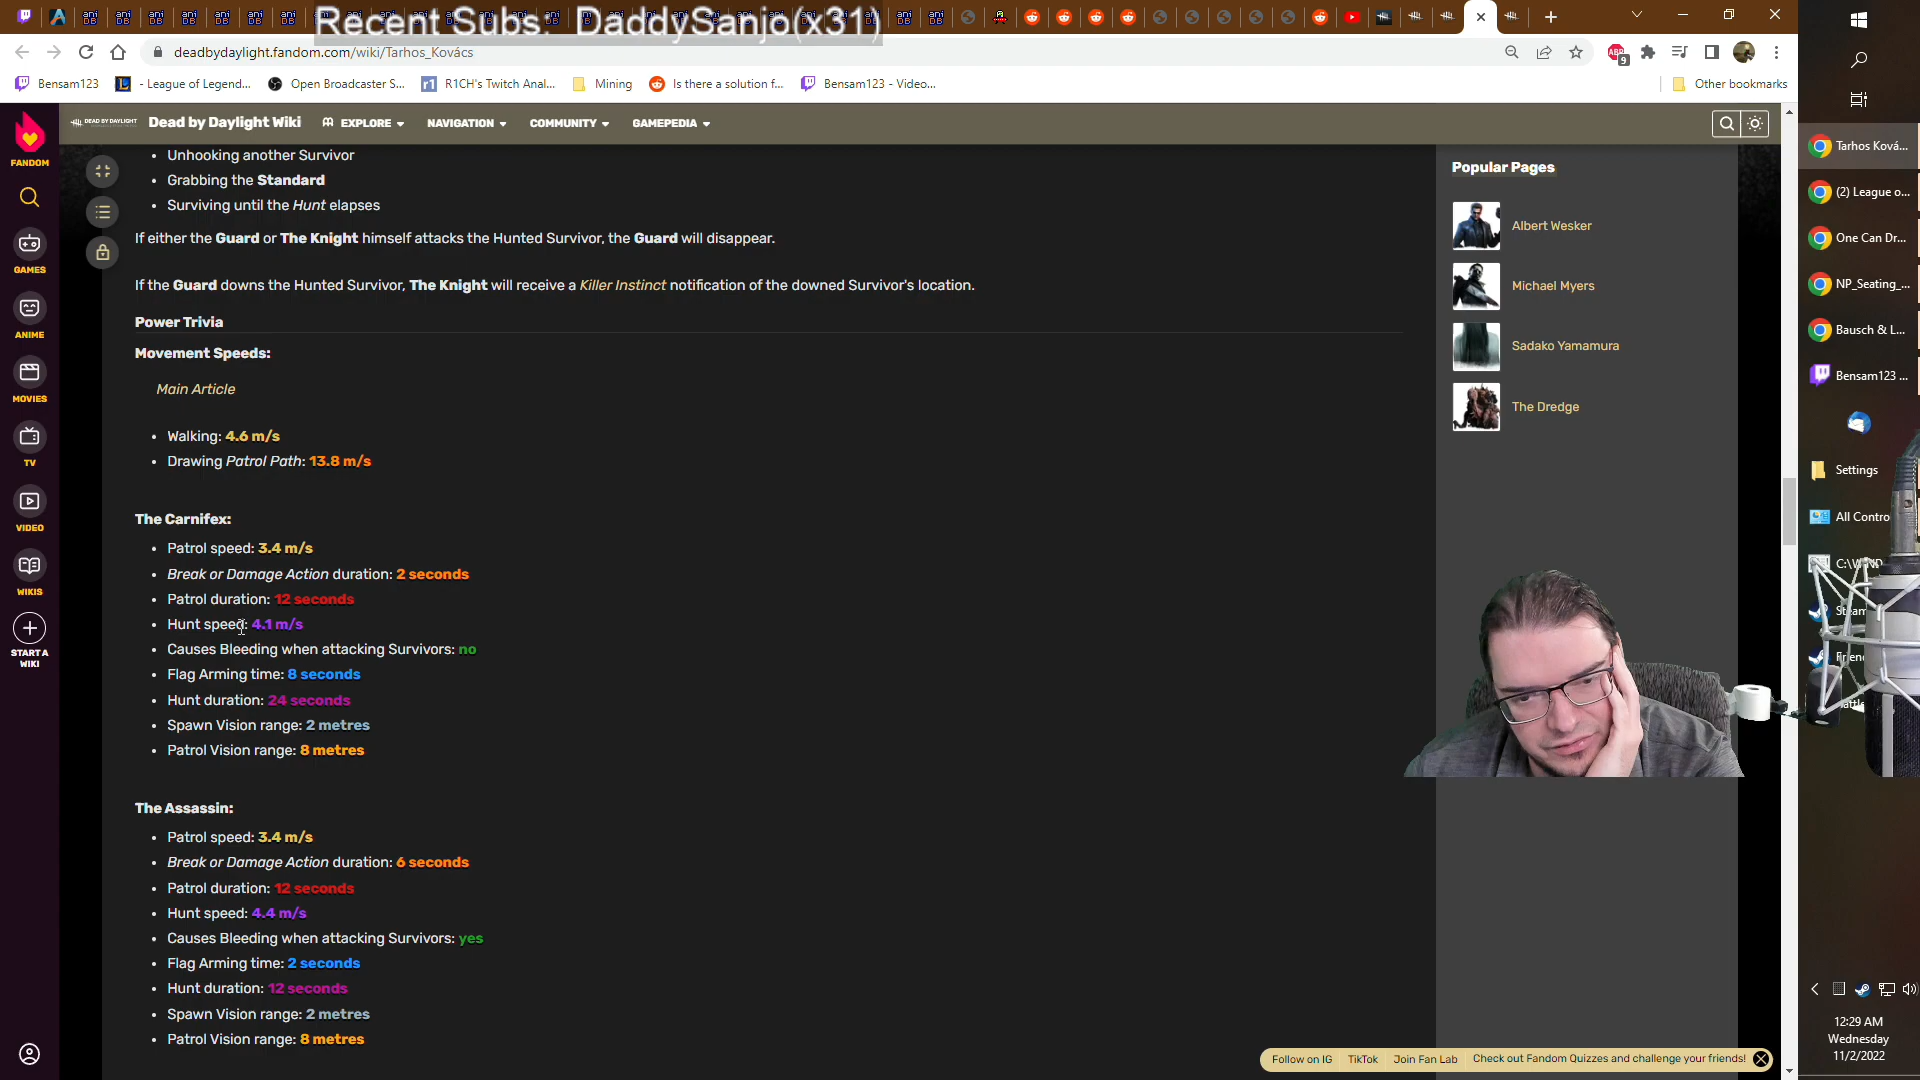 Recent Subs: DaddySanjo(x31)
deadbydaylight.fandom.com/wiki/Tarhos_Kovács
Bensam123
- League of Legend...
Open Broadcaster S...
R1CH's Twitch Anal...
Mining
Is there a solution f...
Bensam123 - Video...
Other bookmarks
DEAD BY DAYLIGHT
Dead by Daylight Wiki
EXPLORE
NAVIGATION
COMMUNITY
GAMEPEDIA
FANDOM
GAMES
ANIME
MOVIES
TV
VIDEO
WIKIS
START A
WIKI
Unhooking another Survivor
Grabbing the Standard
Surviving until the Hunt elapses
If either the Guard or The Knight himself attacks the Hunted Survivor, the Guard will disappear.
If the Guard downs the Hunted Survivor, The Knight will receive a Killer Instinct notification of the downed Survivor's location.
Power Trivia
Movement Speeds:
Main Article
Walking: 4.6 m/s
Drawing Patrol Path: 13.8 m/s
The Carnifex:
Patrol speed: 3.4 m/s
Break or Damage Action duration: 2 seconds
Patrol duration: 12 seconds
Hunt speed: 4.1 m/s
Causes Bleeding when attacking Survivors: no
Flag Arming time: 8 seconds
Hunt duration: 24 seconds
Spawn Vision range: 2 metres
Patrol Vision range: 8 metres
The Assassin:
Patrol speed: 3.4 m/s
Break or Damage Action duration: 6 seconds
Patrol duration: 12 seconds
Hunt speed: 4.4 m/s
Causes Bleeding when attacking Survivors: yes
Flag Arming time: 2 seconds
Hunt duration: 12 seconds
Spawn Vision range: 2 metres
Patrol Vision range: 8 metres
Popular Pages
Albert Wesker
Michael Myers
Sadako Yamamura
The Dredge
Follow on IG
TikTok
Join Fan Lab
Check out Fandom Quizzes and challenge your friends!
Tarhos Ková...
(2) League o...
One Can Dr...
NP_Seating_...
Bausch & L...
Bensam123 ...
Settings
All Contro
Steam
12:29 AM
Wednesday
11/2/2022